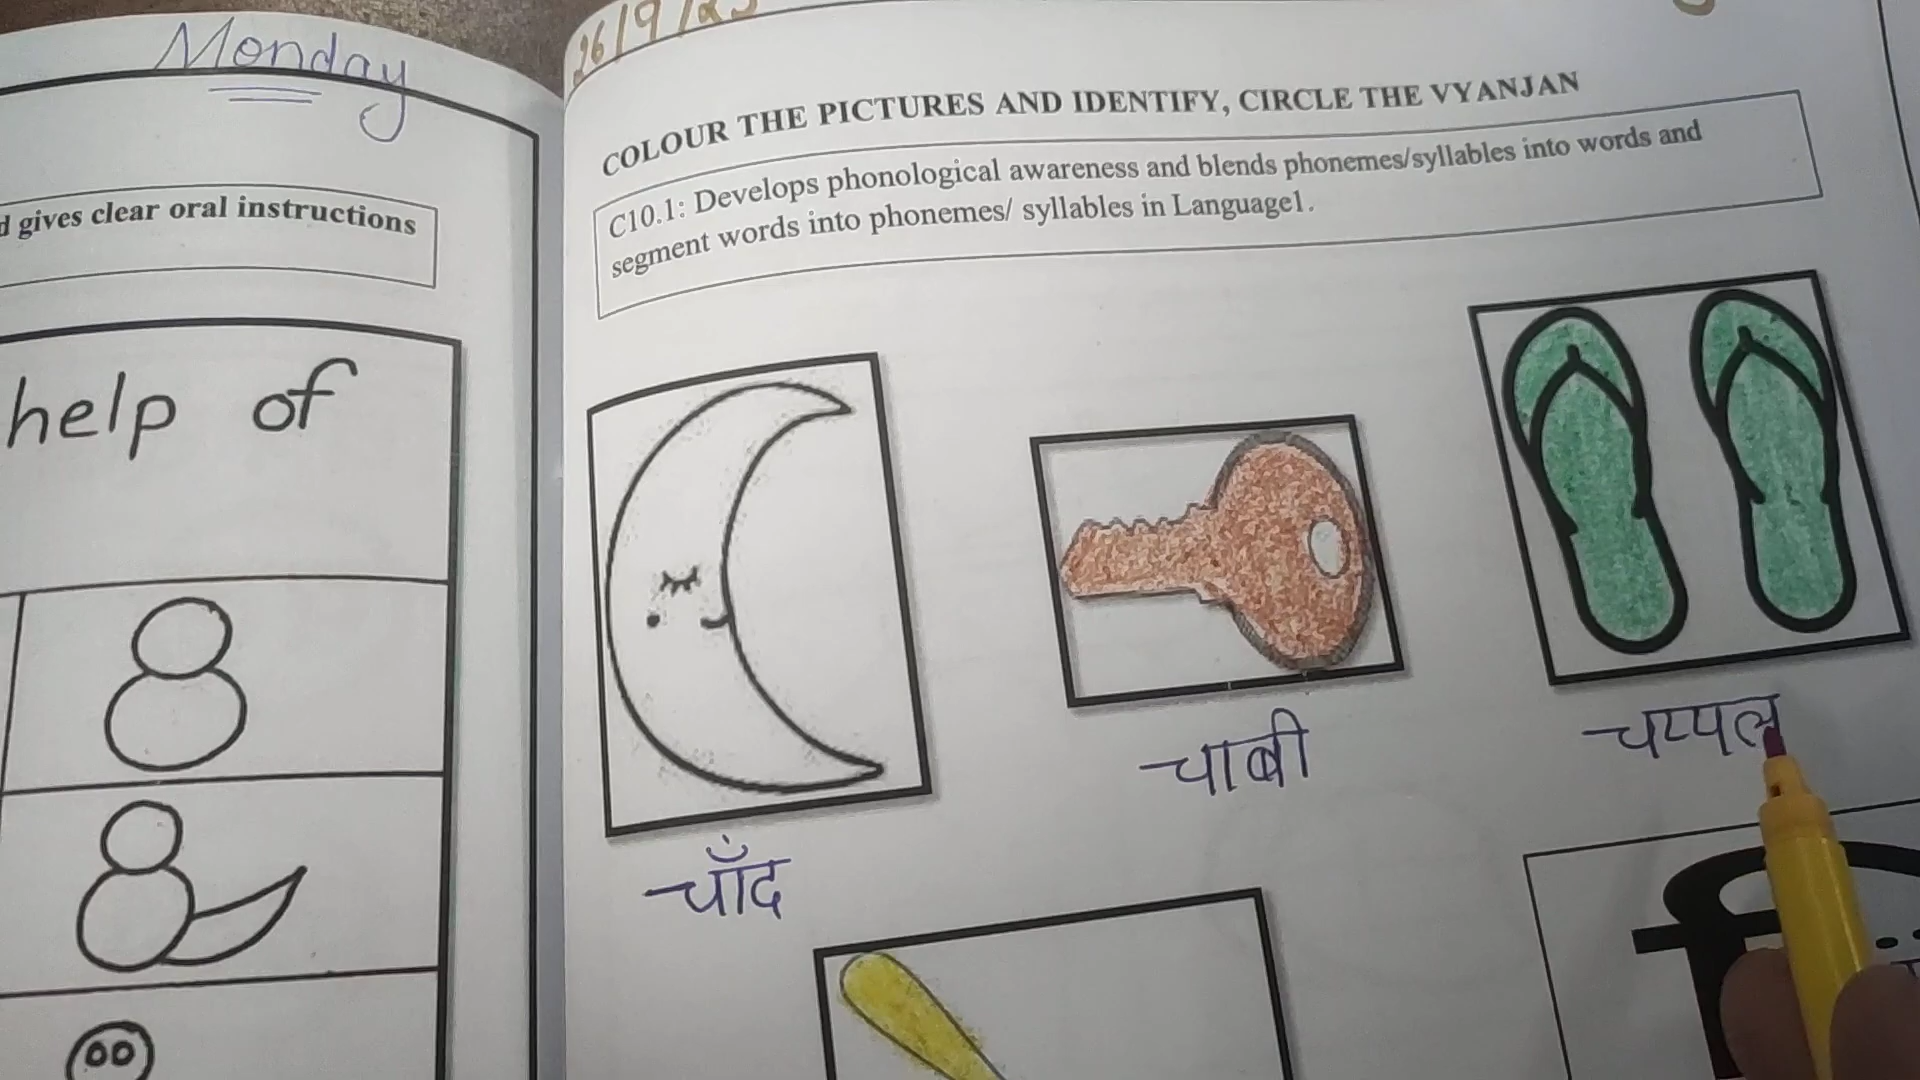 Monday
d gives clear oral instructions
help of
26/9/25
COLOUR THE PICTURES AND IDENTIFY, CIRCLE THE VYANJAN
C10.1: Develops phonological awareness and blends phonemes/syllables into words and
segment words into phonemes/ syllables in Language1.
चाँद
चाबी
चप्पल